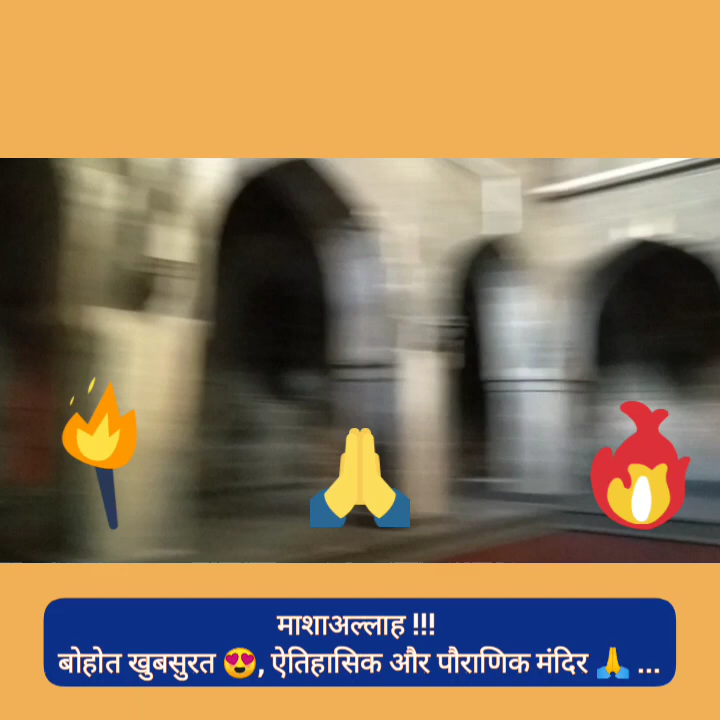 माशाअल्लाह !!!
बोहोत खुबसुरत 😍, ऐतिहासिक और पौराणिक मंदिर 🙏 ...